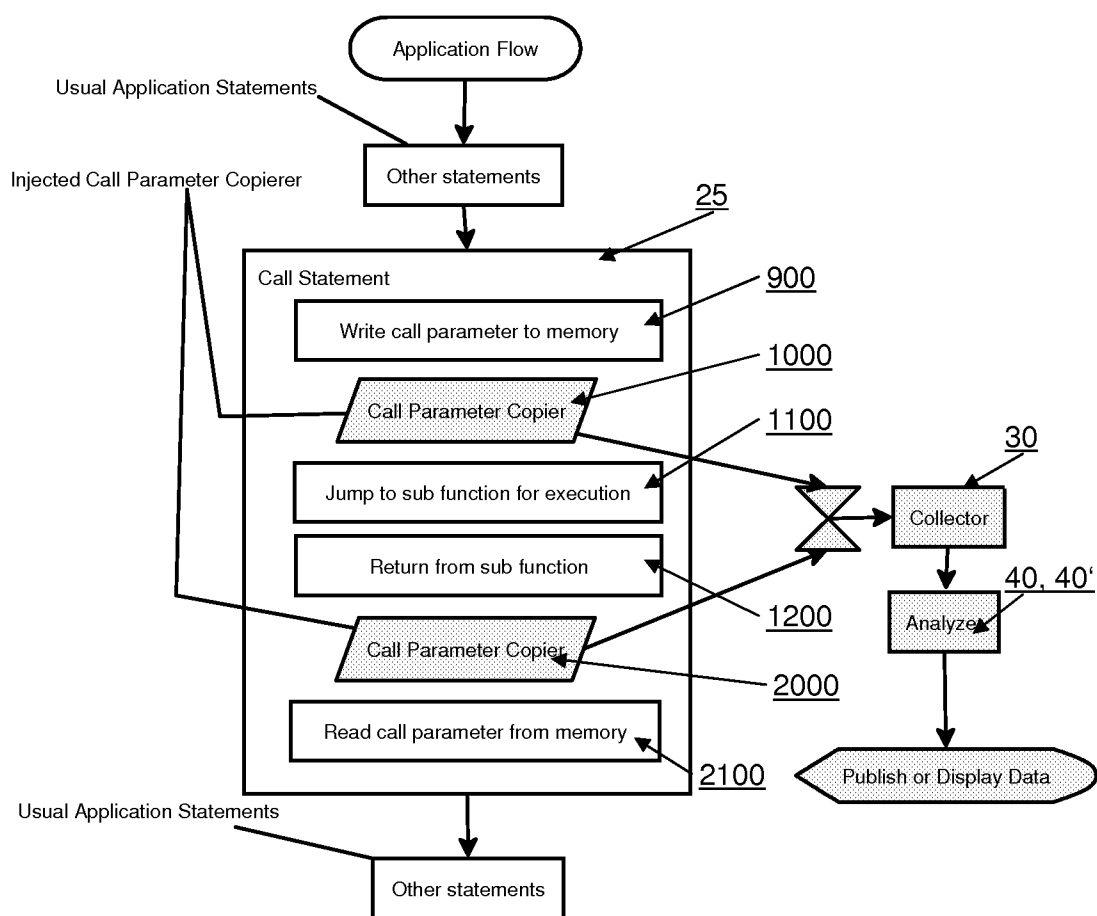 Application Flow
Usual Application Statements
Other statements
Injected Call Parameter Copierer
25
Call Statement
900
Write call parameter to memory
1000
Call Parameter Copier
1100
30
Jump to sub function for execution
Collector
Return from sub function
40, 40‘
1200
Analyze
Call Parameter Copier
2000
Read call parameter from memory
2100
Publish or Display Data
Usual Application Statements
Other statements